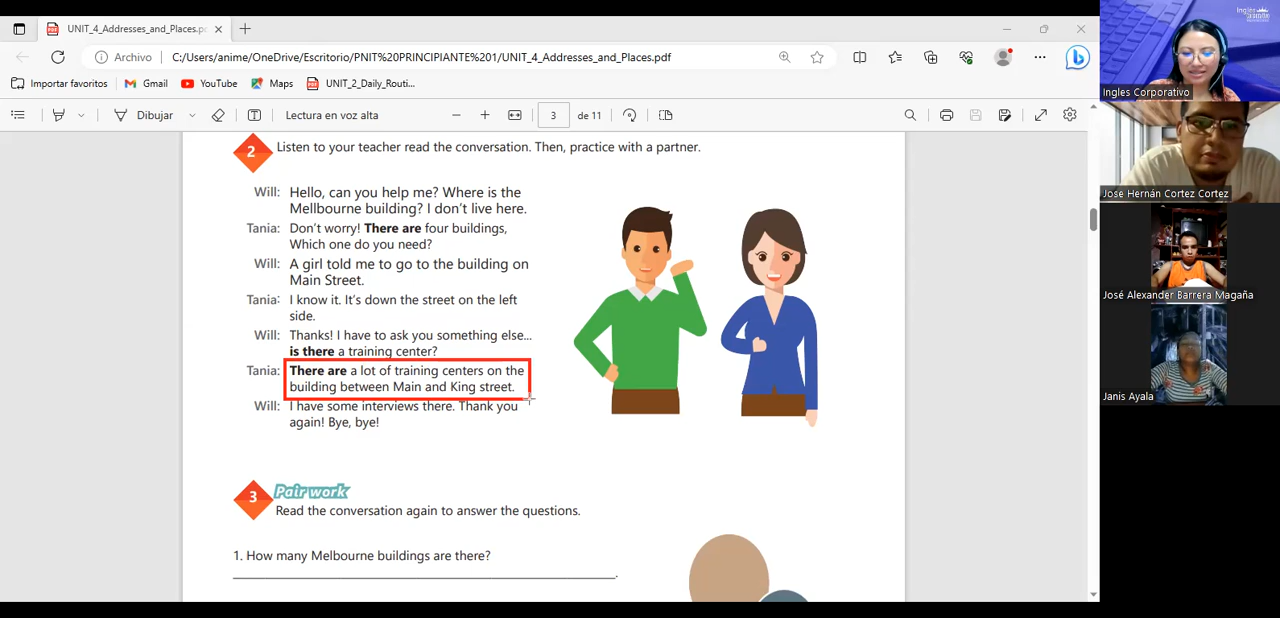 UNIT_4_Addresses_and_Places.pc
Archivo
C:/Users/anime/OneDrive/Escritorio/PNIT%20PRINCIPIANTE%201/UNIT_4_Addresses_and_Places.pdf
Importar favoritos
Gmail
YouTube
Maps
UNIT_2_Daily_Routi...
Dibujar
Lectura en voz alta
3
de 11
2
Listen to your teacher read the conversation. Then, practice with a partner.
Will: Hello, can you help me? Where is the
Mellbourne building? I don't live here.
Tania: Don't worry! There are four buildings,
Which one do you need?
Will: A girl told me to go to the building on
Main Street.
Tania: I know it. It's down the street on the left
side.
Will: Thanks! I have to ask you something else...
is there a training center?
Tania: There are a lot of training centers on the
building between Main and King street.
Will: I have some interviews there. Thank you
again! Bye, bye!
3
Pair work
Read the conversation again to answer the questions.
1. How many Melbourne buildings are there?
Ingles
Ingles Corporativo
Jose Hernán Cortez Cortez
José Alexander Barrera Magaña
Janis Ayala